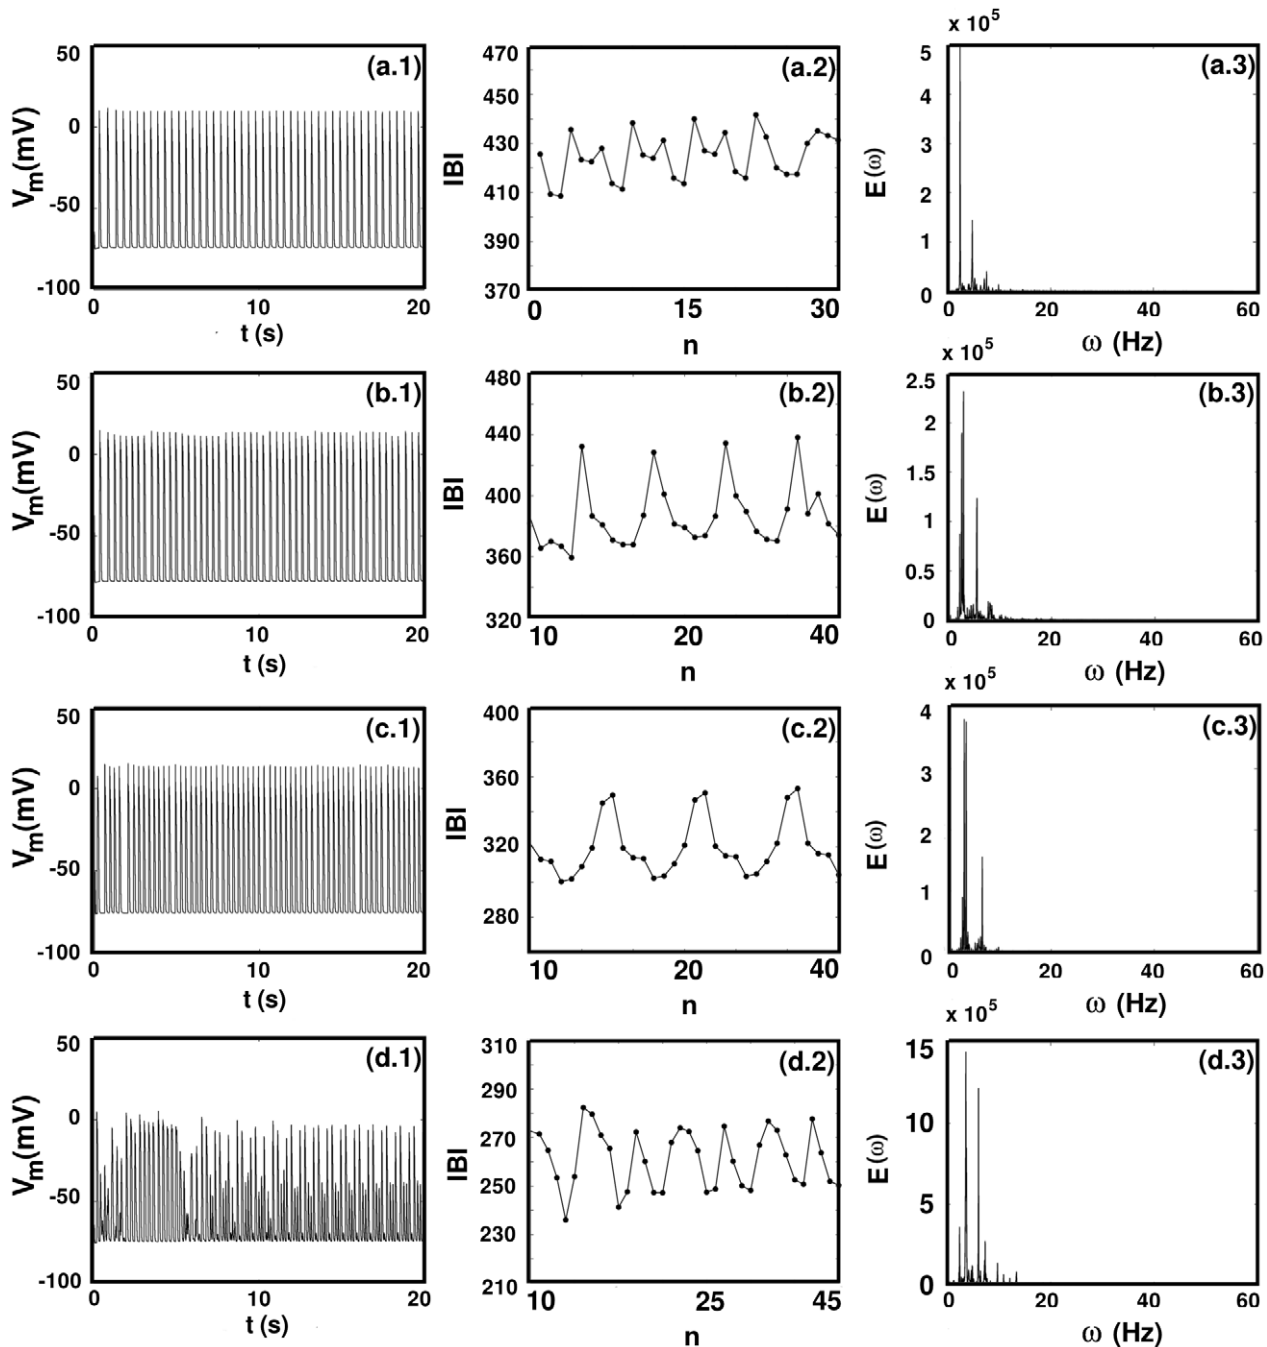 50
(a.1)
0
V_m(mV)
-50
-100
0
10
20
t (s)
470
(a.2)
450
430
IBI
410
390
370
0
15
30
n
x 10^5
5
(a.3)
4
3
E(ω)
2
1
0
0
20
40
60
ω (Hz)
50
(b.1)
0
V_m(mV)
-50
-100
0
10
20
t (s)
480
(b.2)
440
IBI
400
360
320
10
20
40
n
x 10^5
2.5
(b.3)
2
1.5
E(ω)
1
0.5
0
0
20
40
60
ω (Hz)
50
(c.1)
0
V_m(mV)
-50
-100
0
10
20
t (s)
400
(c.2)
360
IBI
320
280
10
20
40
n
x 10^5
4
(c.3)
3
E(ω)
2
1
0
0
20
40
60
ω (Hz)
50
(d.1)
0
V_m(mV)
-50
-100
0
10
20
t (s)
310
(d.2)
290
270
IBI
250
230
210
10
25
45
n
x 10^5
15
(d.3)
10
E(ω)
5
0
0
20
40
60
ω (Hz)